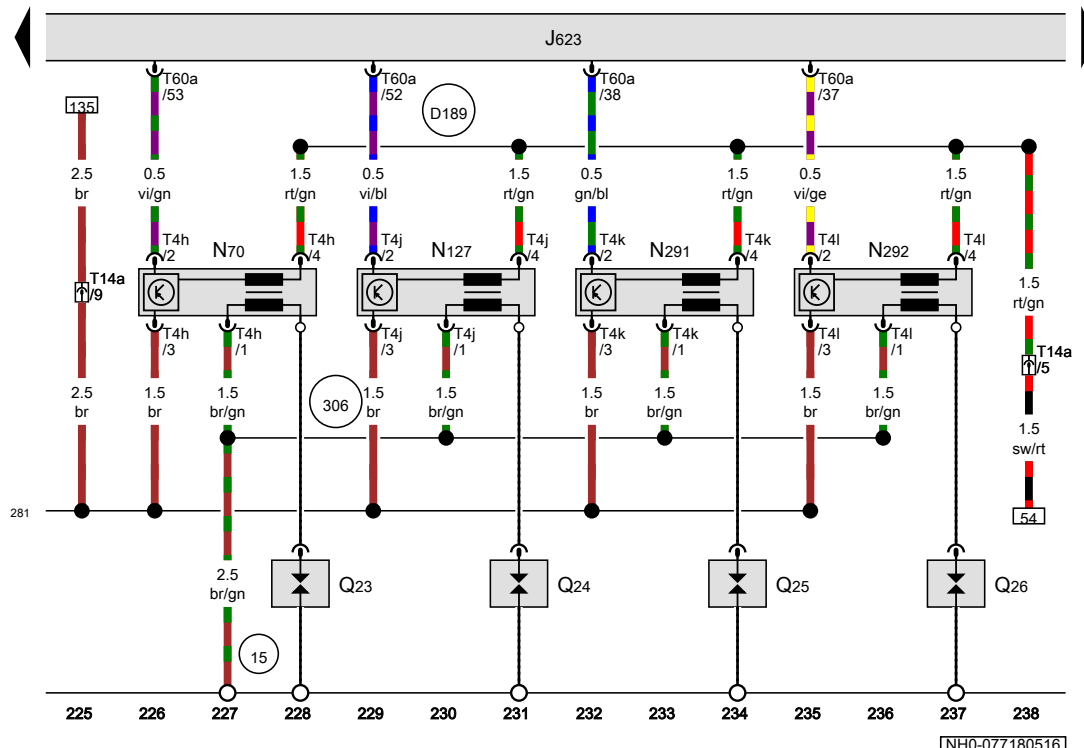 J623
T60a
/53
T60a
/52
T60a
/38
T60a
/37
135
D189
2.5
br
0.5
vi/gn
1.5
rt/gn
0.5
vi/bl
1.5
rt/gn
0.5
gn/bl
1.5
rt/gn
0.5
vi/ge
1.5
rt/gn
T4h
/2
N70
T4h
/4
T4j
/2
N127
T4j
/4
T4k
/2
N291
T4k
/4
T4l
/2
N292
T4l
/4
T14a
/9
1.5
rt/gn
T4h
/3
T4h
/1
T4j
/3
T4j
/1
T4k
/3
T4k
/1
T4l
/3
T4l
/1
T14a
/5
2.5
br
1.5
br
1.5
br/gn
306
1.5
br
1.5
br/gn
1.5
br
1.5
br/gn
1.5
br
1.5
br/gn
1.5
sw/rt
281
54
2.5
br/gn
Q23
Q24
Q25
Q26
15
225 226 227 228 229 230 231 232 233 234 235 236 237 238
NH0-077180516